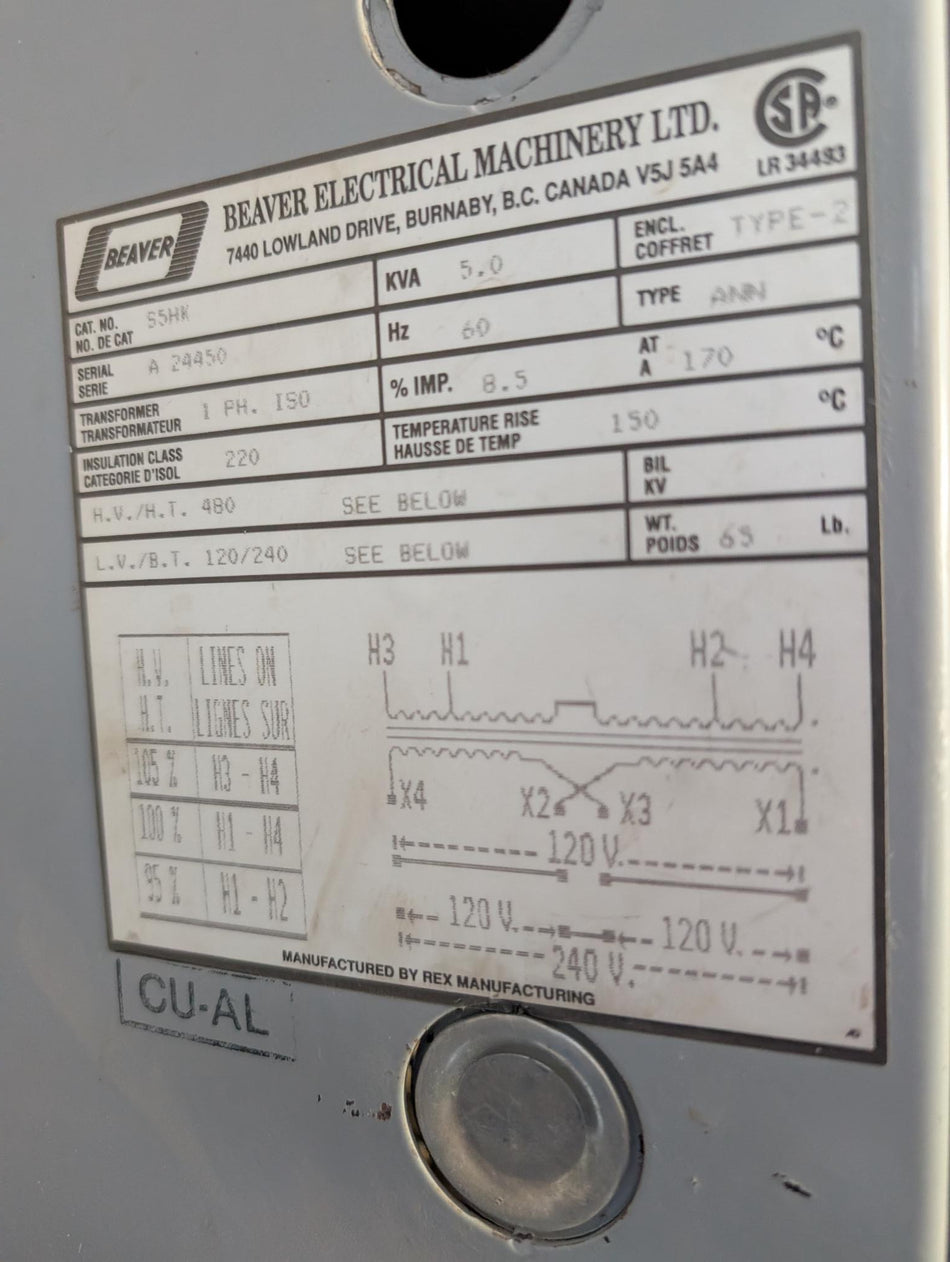 BEAVER
BEAVER ELECTRICAL MACHINERY LTD.
7440 LOWLAND DRIVE, BURNABY, B.C. CANADA V5J 5A4
LR 34493
CAT. NO. S5HK
NO. DE CAT
KVA 5.0
ENCL. TYPE-2
COFFRET
SERIAL A 24450
SERIE
Hz 60
TYPE ANN
TRANSFORMER 1 PH. ISO
TRANSFORMATEUR
% IMP. 8.5
AT 170 °C
A
INSULATION CLASS 220
CATEGORIE D'ISOL
TEMPERATURE RISE 150 °C
HAUSSE DE TEMP
H.V./H.T. 480 SEE BELOW
BIL
KV
L.V./B.T. 120/240 SEE BELOW
WT. 65 Lb.
POIDS
H.V. LINES ON
H.T. LIGNES SUR
105 % H3 - H4
100 % H1 - H4
95 % H1 - H2
H3 H1 H2 H4
X4 X2 X3 X1
120 V.
120 V. 120 V.
240 V.
MANUFACTURED BY REX MANUFACTURING
CU-AL